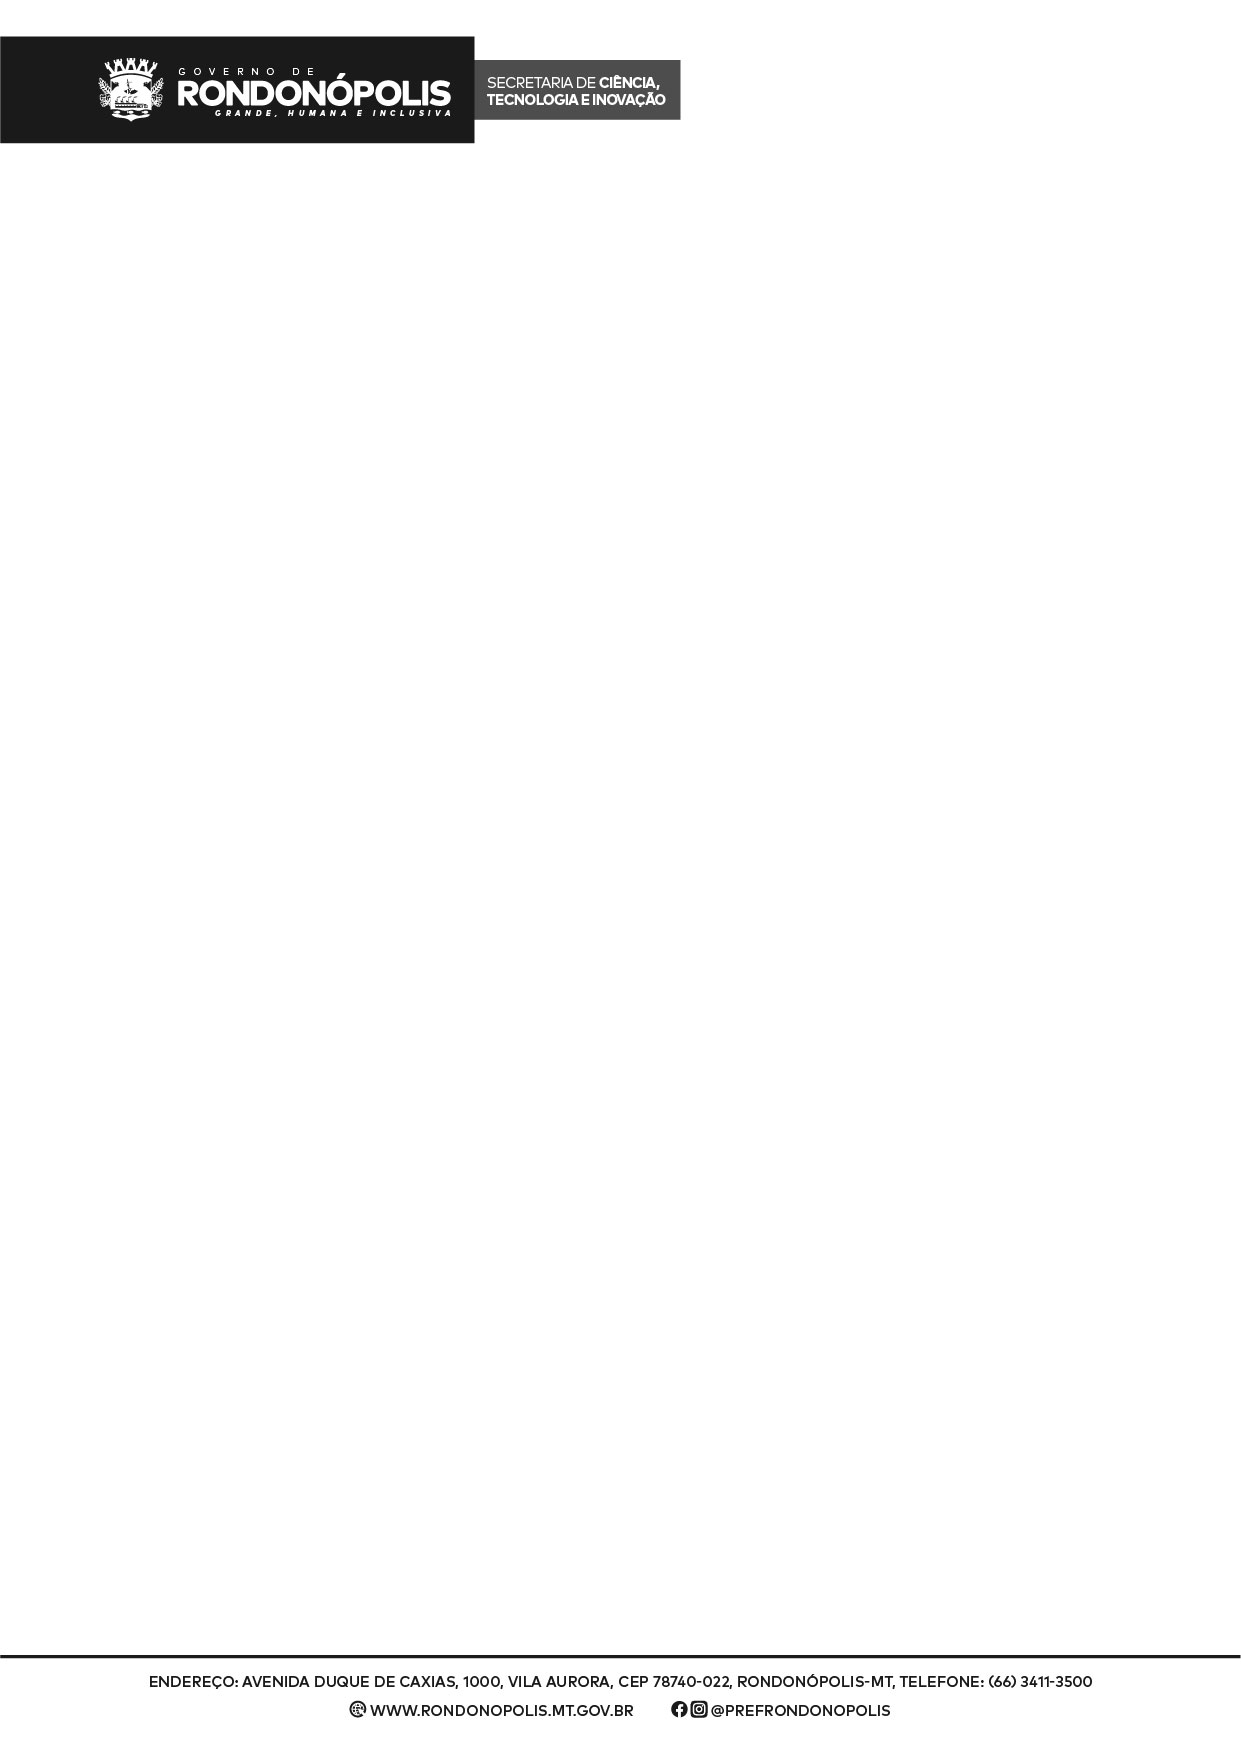 GOVERNO DE
RONDONÓPOLIS
GRANDE, HUMANA E INCLUSIVA
SECRETARIA DE CIÊNCIA,
TECNOLOGIA E INOVAÇÃO
ENDEREÇO: AVENIDA DUQUE DE CAXIAS, 1000, VILA AURORA, CEP 78740-022, RONDONÓPOLIS-MT, TELEFONE: (66) 3411-3500
WWW.RONDONOPOLIS.MT.GOV.BR @PREFRONDONOPOLIS